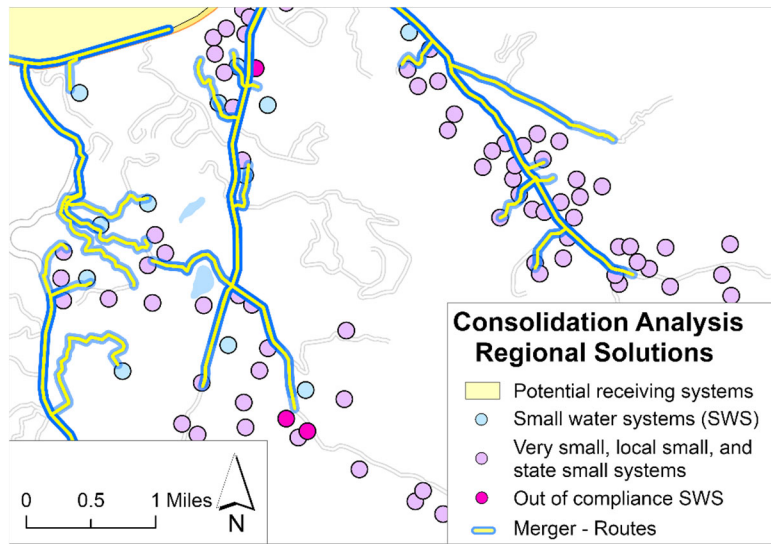 Consolidation Analysis
Regional Solutions
Potential receiving systems
Small water systems (SWS)
Very small, local small, and
state small systems
Out of compliance SWS
Merger - Routes
0 0.5 1 Miles
N